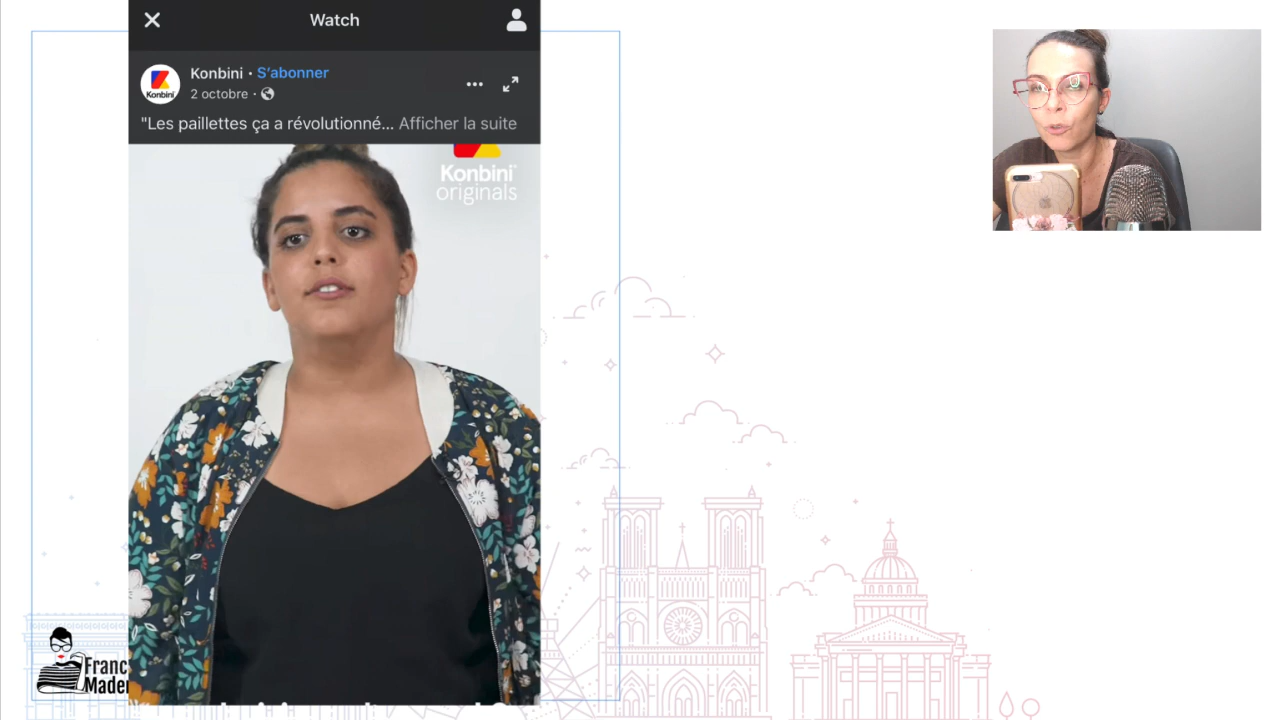 Watch
Konbini · S'abonner
2 octobre ·
"Les paillettes ça a révolutionné... Afficher la suite
Konbini
Konbini
originals
Franc
Mader